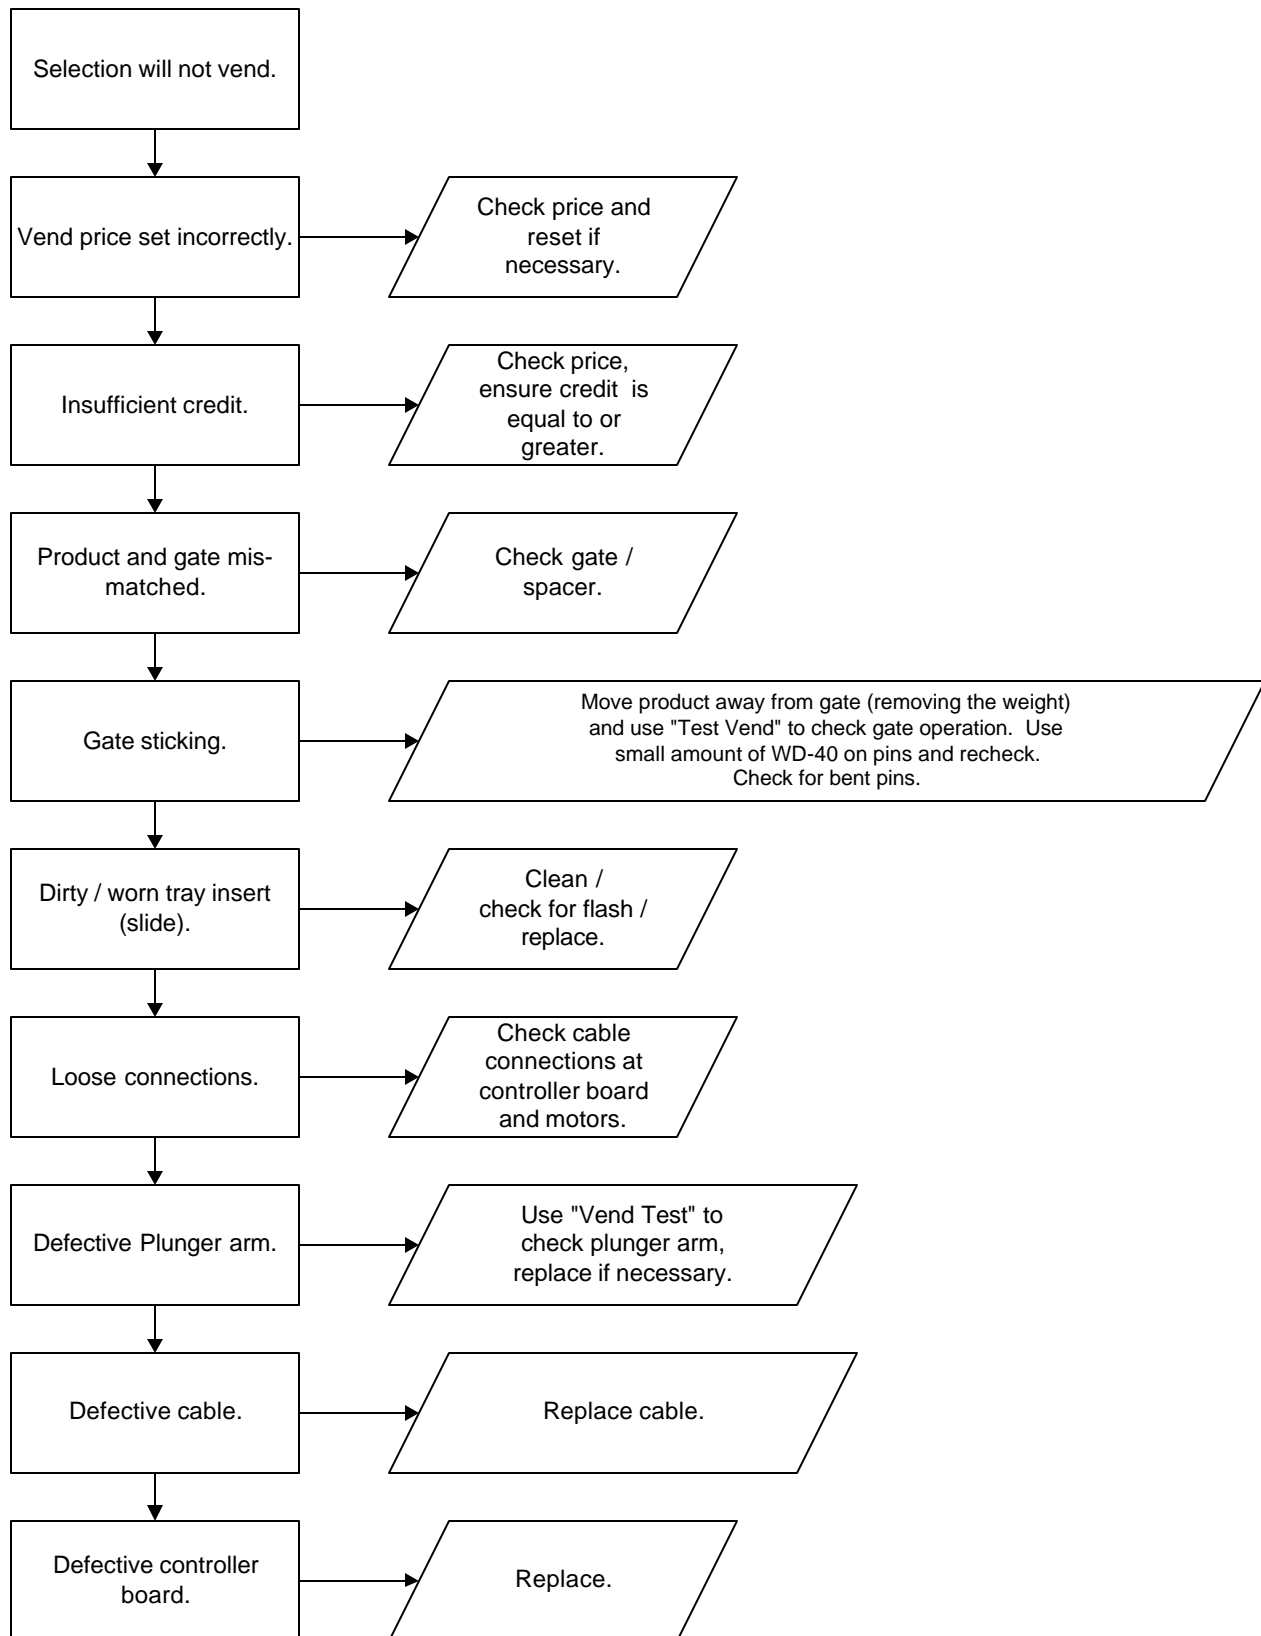 Selection will not vend.
Vend price set incorrectly.
Check price and
reset if
necessary.
Insufficient credit.
Check price,
ensure credit is
equal to or
greater.
Product and gate mis-
matched.
Check gate /
spacer.
Gate sticking.
Move product away from gate (removing the weight)
and use "Test Vend" to check gate operation. Use
small amount of WD-40 on pins and recheck.
Check for bent pins.
Dirty / worn tray insert
(slide).
Clean /
check for flash /
replace.
Loose connections.
Check cable
connections at
controller board
and motors.
Defective Plunger arm.
Use "Vend Test" to
check plunger arm,
replace if necessary.
Defective cable.
Replace cable.
Defective controller
board.
Replace.